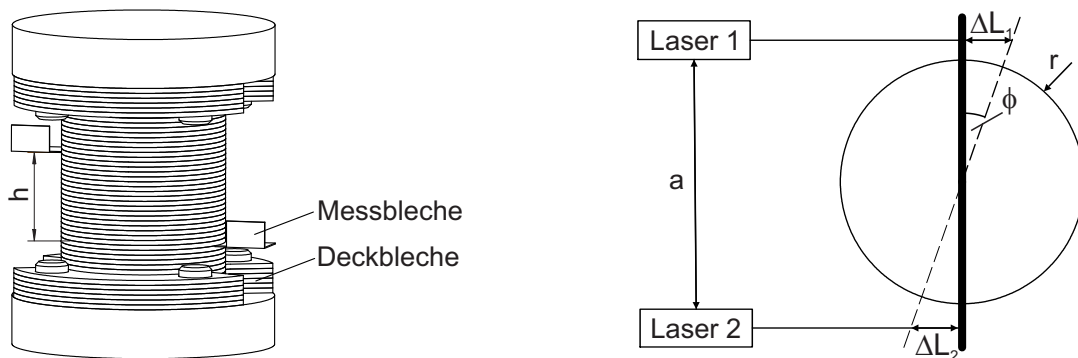 h
Messbleche
Deckbleche
Laser 1
ΔL₁
r
ϕ
a
Laser 2
ΔL₂